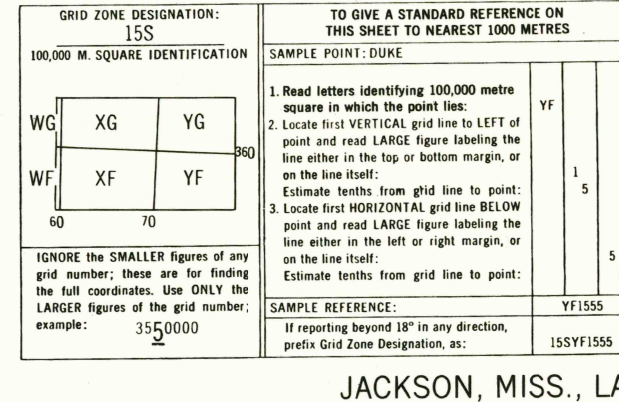 GRID ZONE DESIGNATION:
15S
100,000 M. SQUARE IDENTIFICATION
WG XG YG
360
WF XF YF
60 70
IGNORE the SMALLER figures of any
grid number; these are for finding
the full coordinates. Use ONLY the
LARGER figures of the grid number;
example: 3550000
TO GIVE A STANDARD REFERENCE ON
THIS SHEET TO NEAREST 1000 METRES
SAMPLE POINT: DUKE
1. Read letters identifying 100,000 metre
square in which the point lies: YF
2. Locate first VERTICAL grid line to LEFT of
point and read LARGE figure labeling the
line either in the top or bottom margin, or
on the line itself: 1
Estimate tenths from grid line to point: 5
3. Locate first HORIZONTAL grid line BELOW
point and read LARGE figure labeling the
line either in the left or right margin, or
on the line itself: 5
Estimate tenths from grid line to point:
SAMPLE REFERENCE: YF1555
If reporting beyond 18° in any direction,
prefix Grid Zone Designation, as: 15SYF1555
JACKSON, MISS., LA